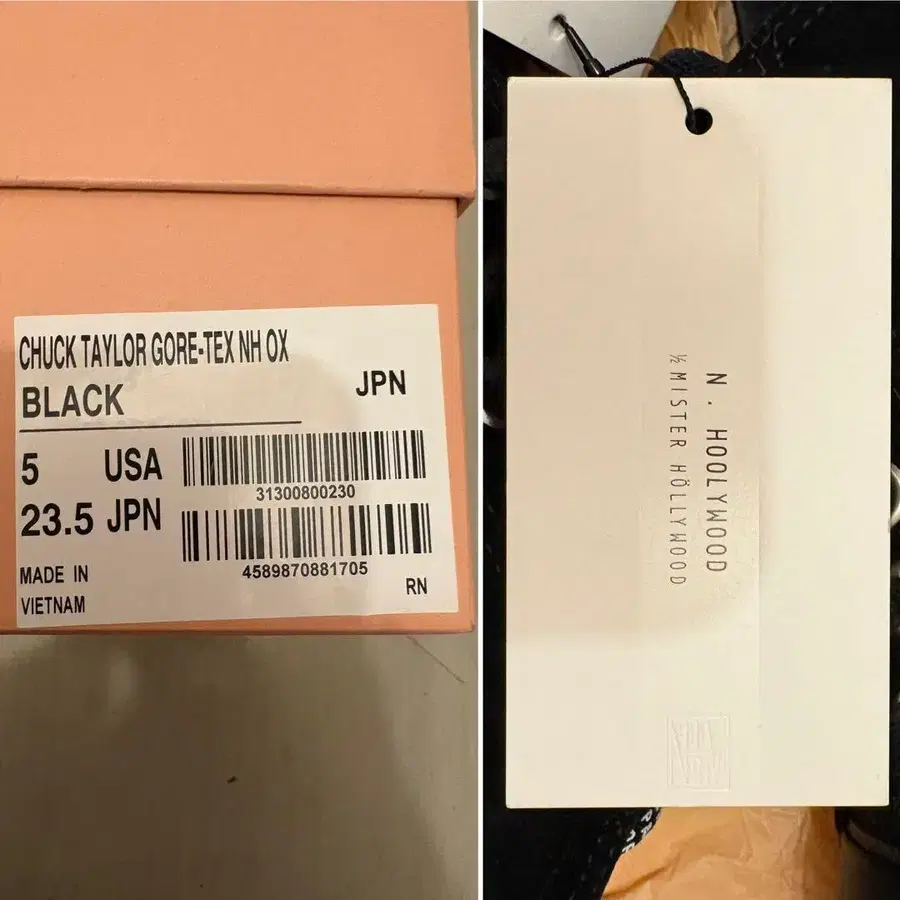 CHUCK TAYLOR GORE-TEX NH OX
BLACK
JPN
5 USA
23.5 JPN
31300800230
4589870881705
MADE IN
VIETNAM
RN
N. HOOLYWOOD
½ MISTER HÖLLYWOOD